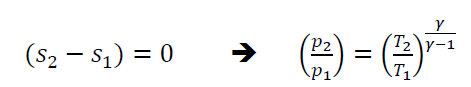 (s₂ − s₁) = 0 ➔ (p₂/p₁) = (T₂/T₁)^(γ/(γ−1))